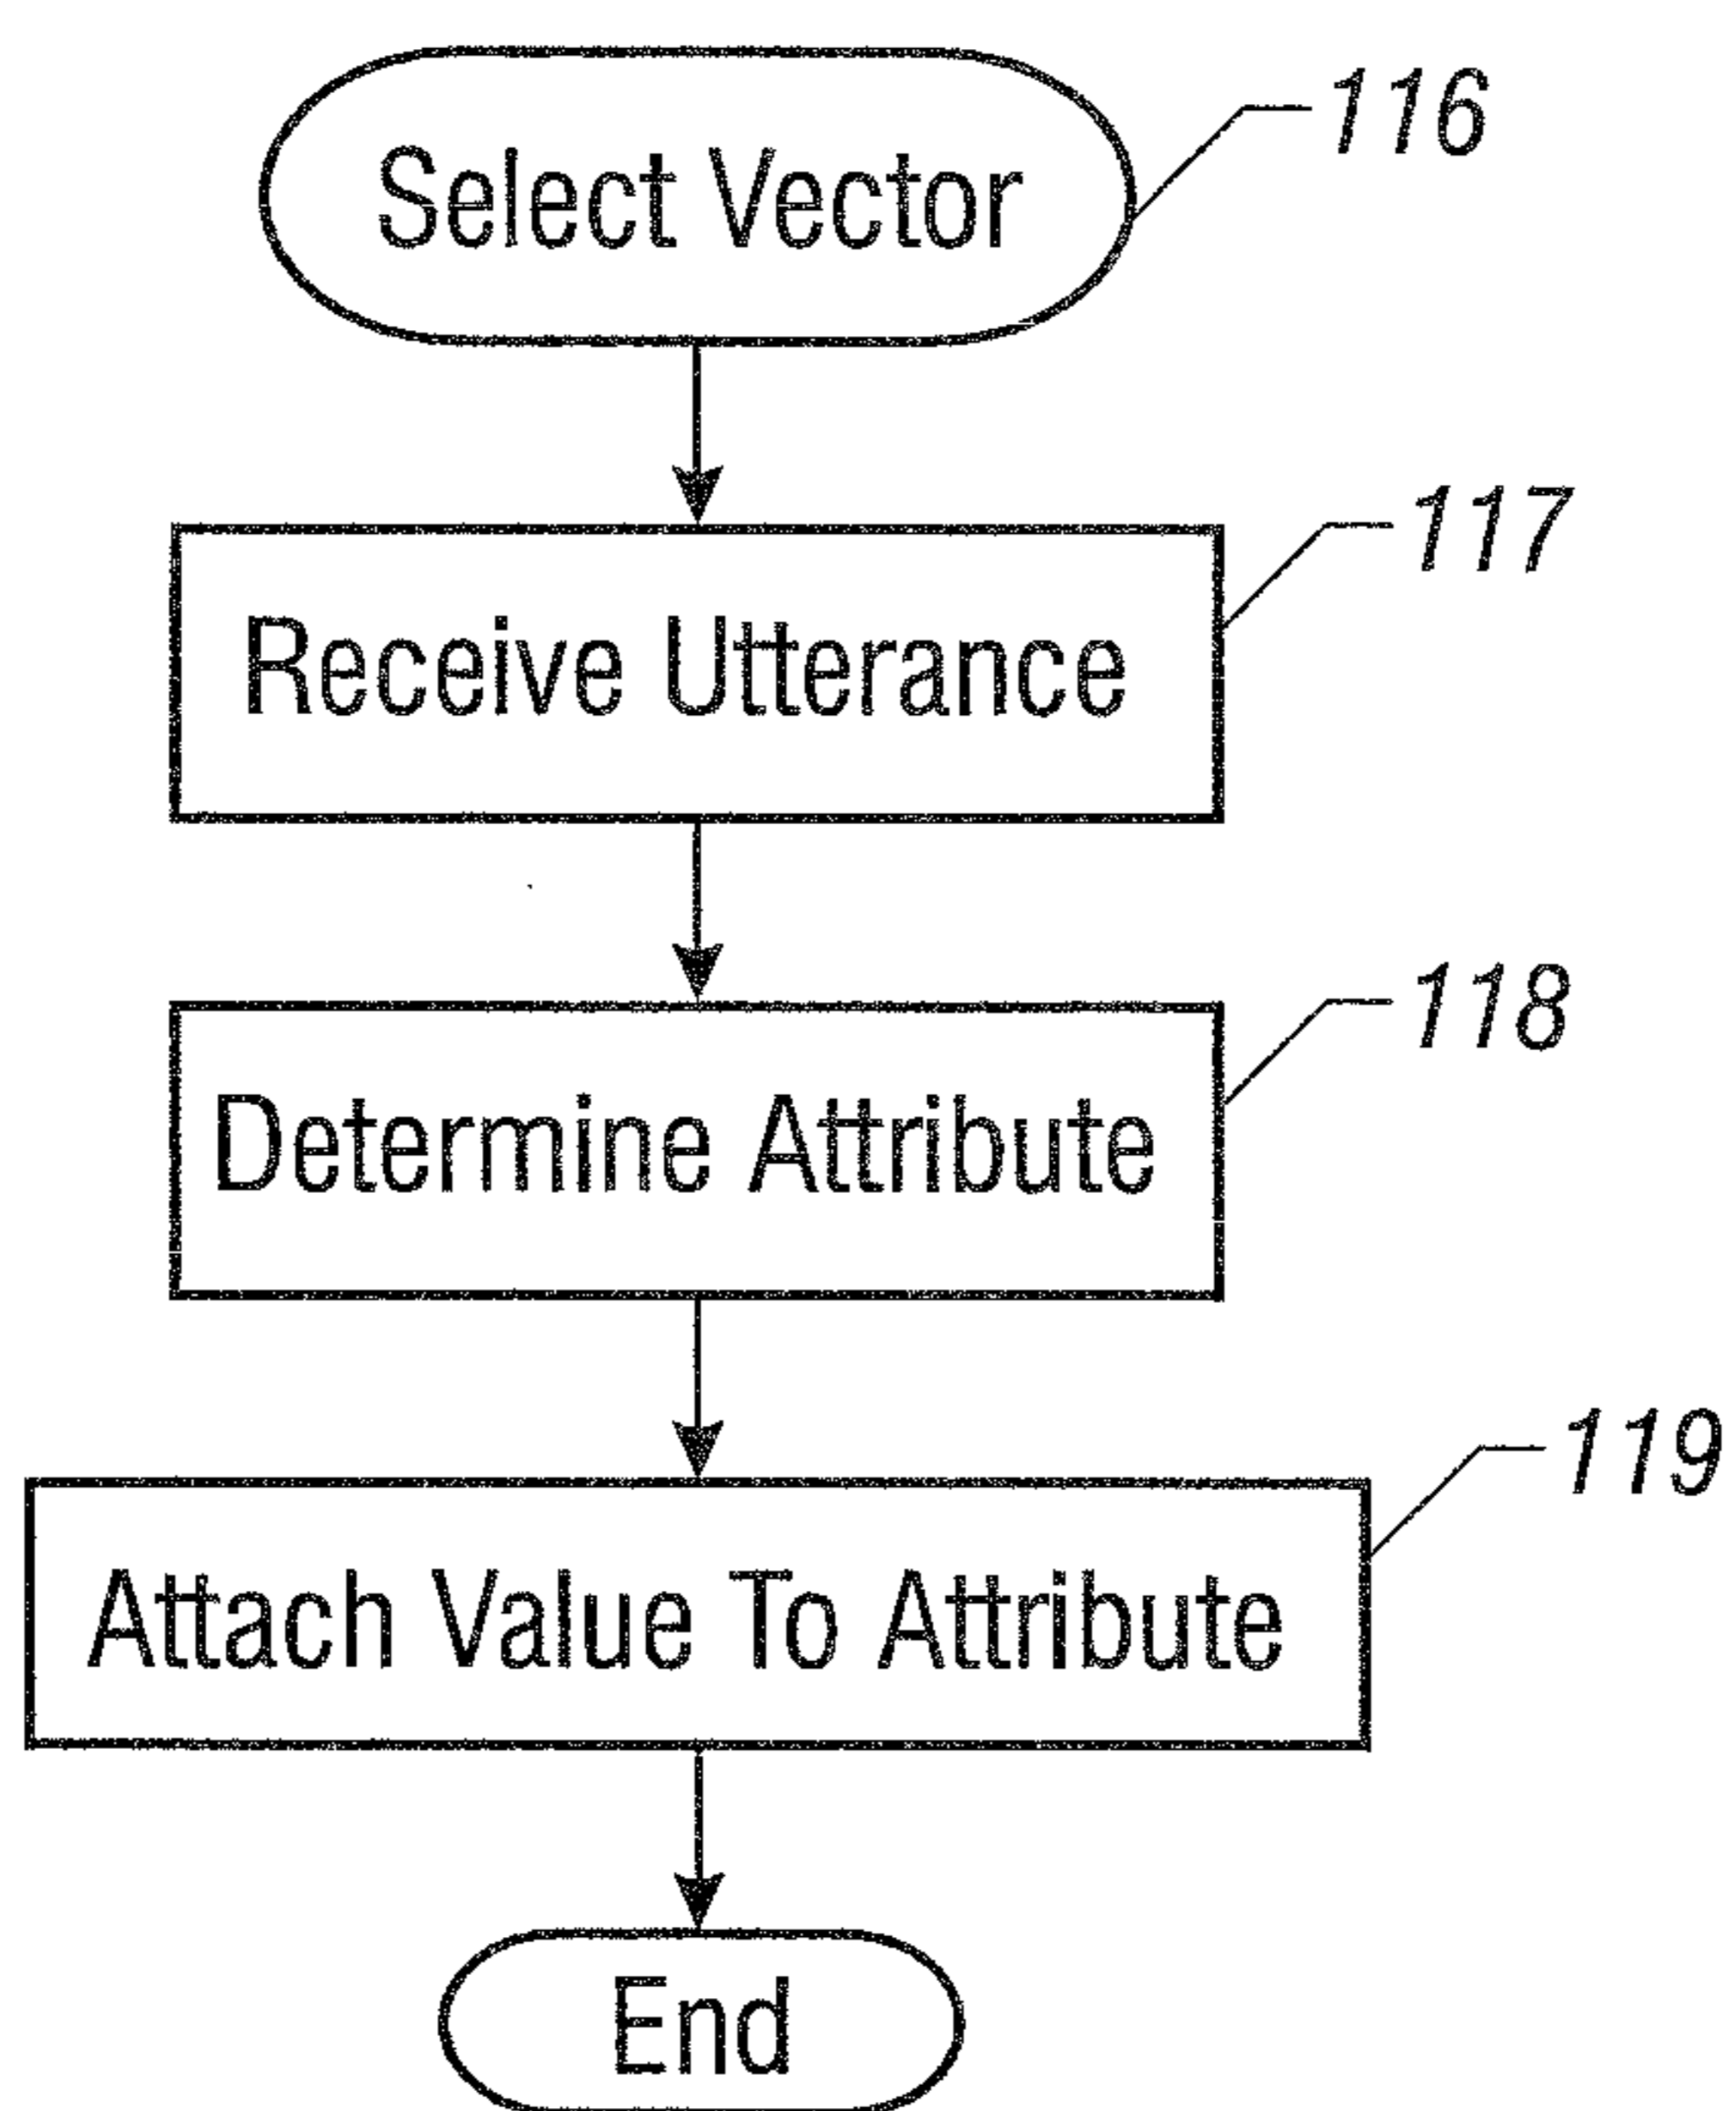 Select Vector
116
Receive Utterance
117
Determine Attribute
118
Attach Value To Attribute
119
End